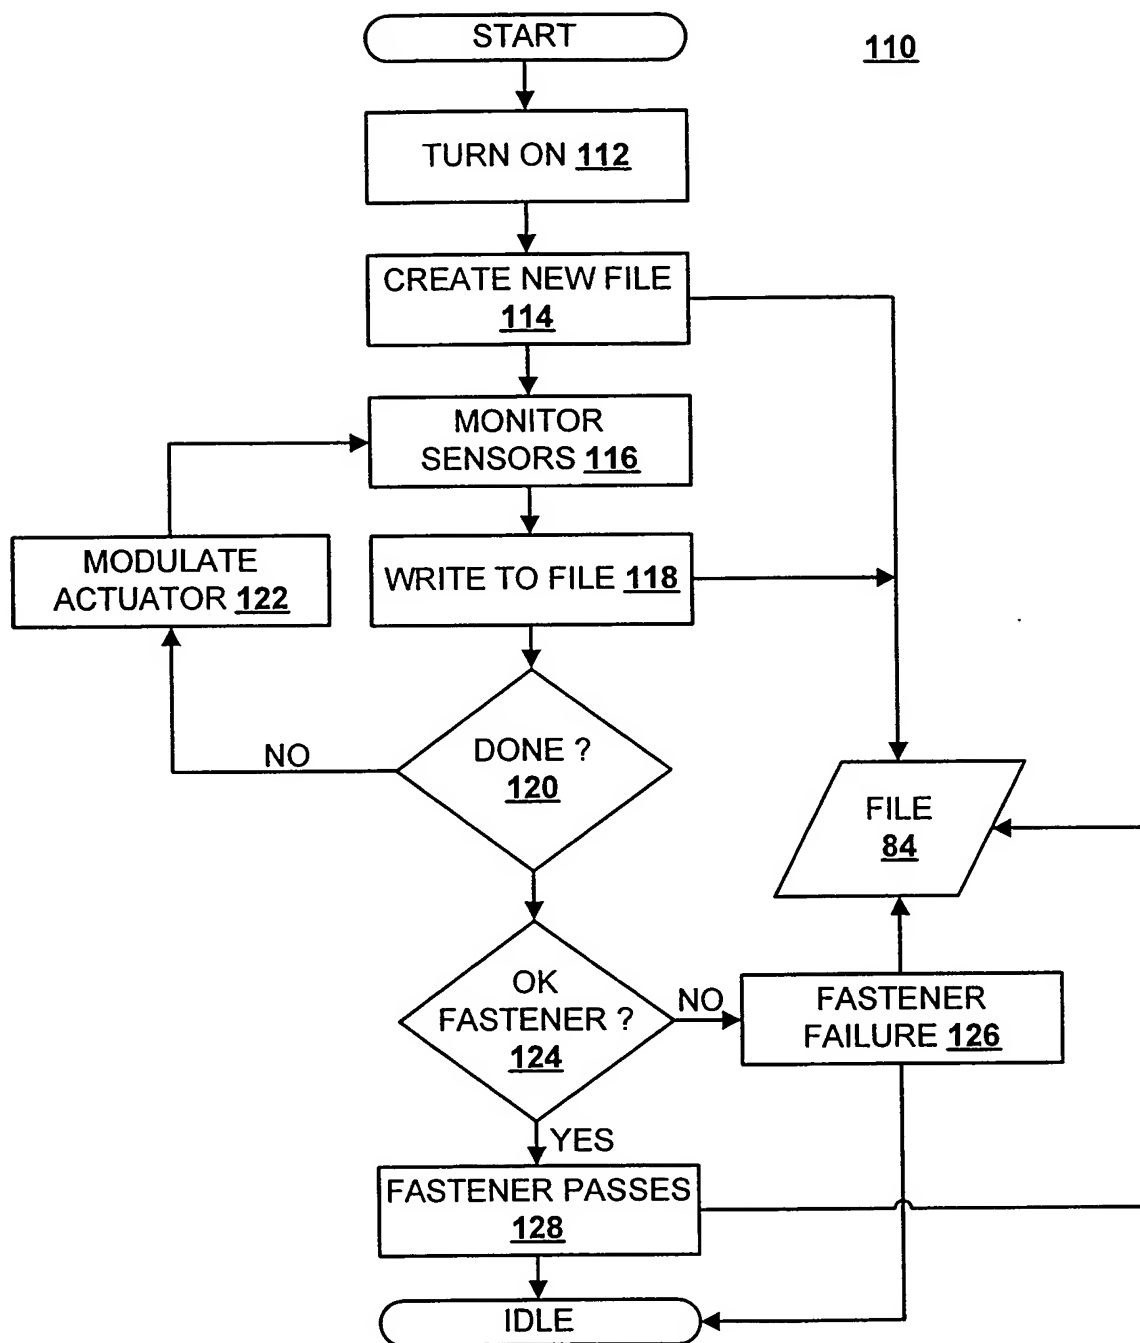 START
110
TURN ON 112
CREATE NEW FILE
114
MONITOR
SENSORS 116
MODULATE
ACTUATOR 122
WRITE TO FILE 118
NO
DONE ?
120
FILE
84
OK
FASTENER ?
124
NO
FASTENER
FAILURE 126
YES
FASTENER PASSES
128
IDLE